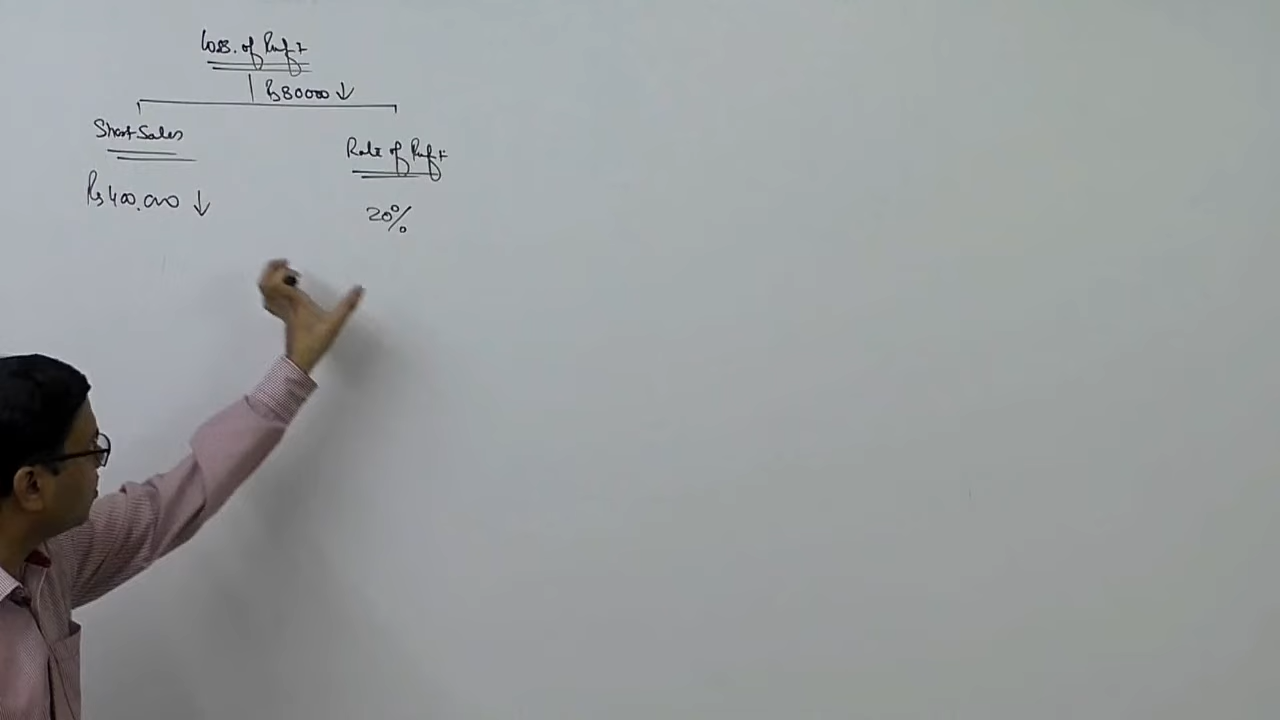 Loss of Profit
Rs 80000 ↓
Short Sales
Rate of Profit
Rs 400,000 ↓
20%